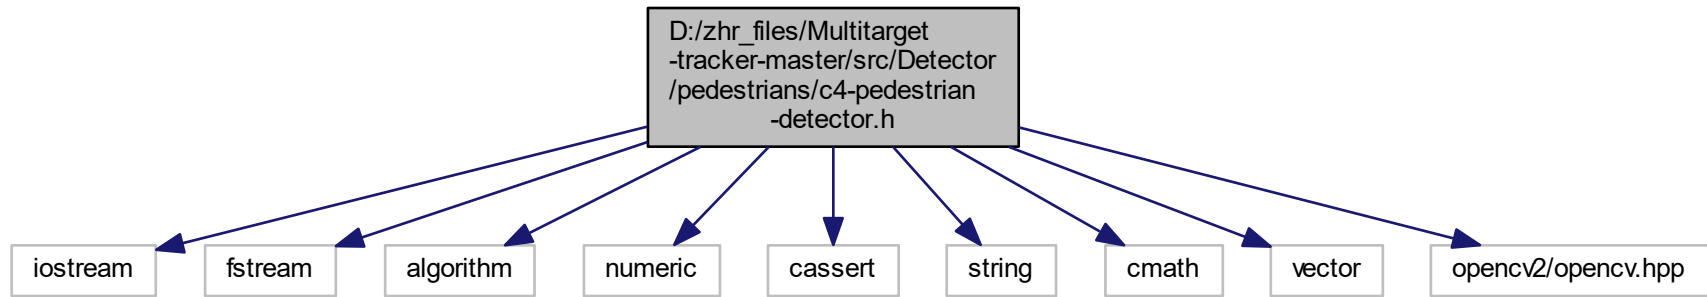 D:/zhr_files/Multitarget
-tracker-master/src/Detector
/pedestrians/c4-pedestrian
-detector.h
iostream
fstream
algorithm
numeric
cassert
string
cmath
vector
opencv2/opencv.hpp